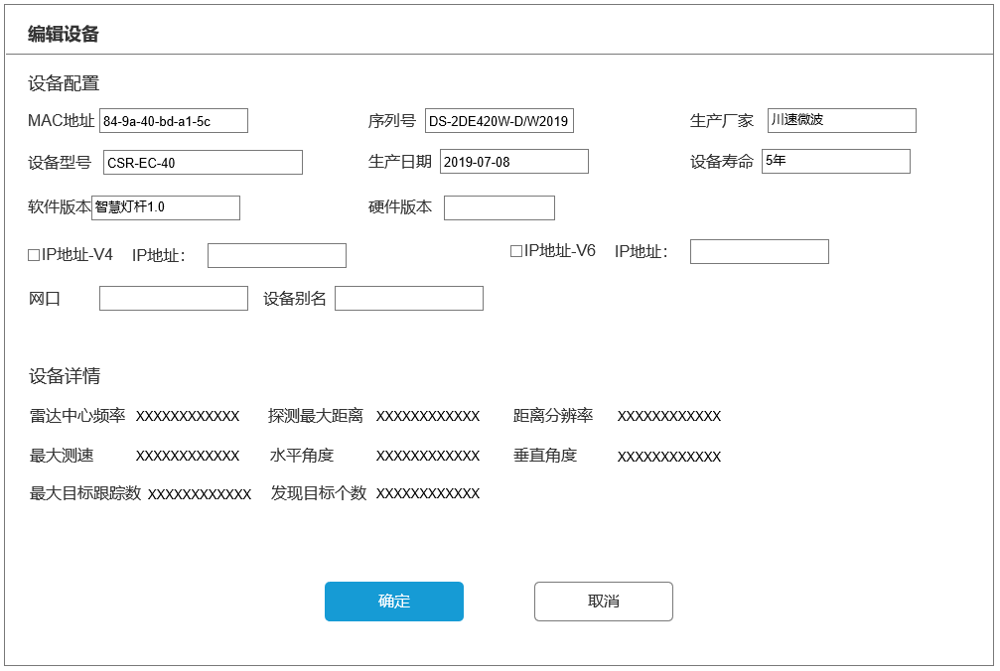 编辑设备
设备配置
MAC地址 84-9a-40-bd-a1-5c 序列号 DS-2DE420W-D/W2019 生产厂家 川速微波
设备型号 CSR-EC-40 生产日期 2019-07-08 设备寿命 5年
软件版本 智慧灯杆1.0 硬件版本
IP地址-V4 IP地址： IP地址-V6 IP地址：
网口 设备别名
设备详情
雷达中心频率 XXXXXXXXXXXX 探测最大距离 XXXXXXXXXXXX 距离分辨率 XXXXXXXXXXXX
最大测速 XXXXXXXXXXXX 水平角度 XXXXXXXXXXXX 垂直角度 XXXXXXXXXXXX
最大目标跟踪数 XXXXXXXXXXXX 发现目标个数 XXXXXXXXXXXX
确定 取消